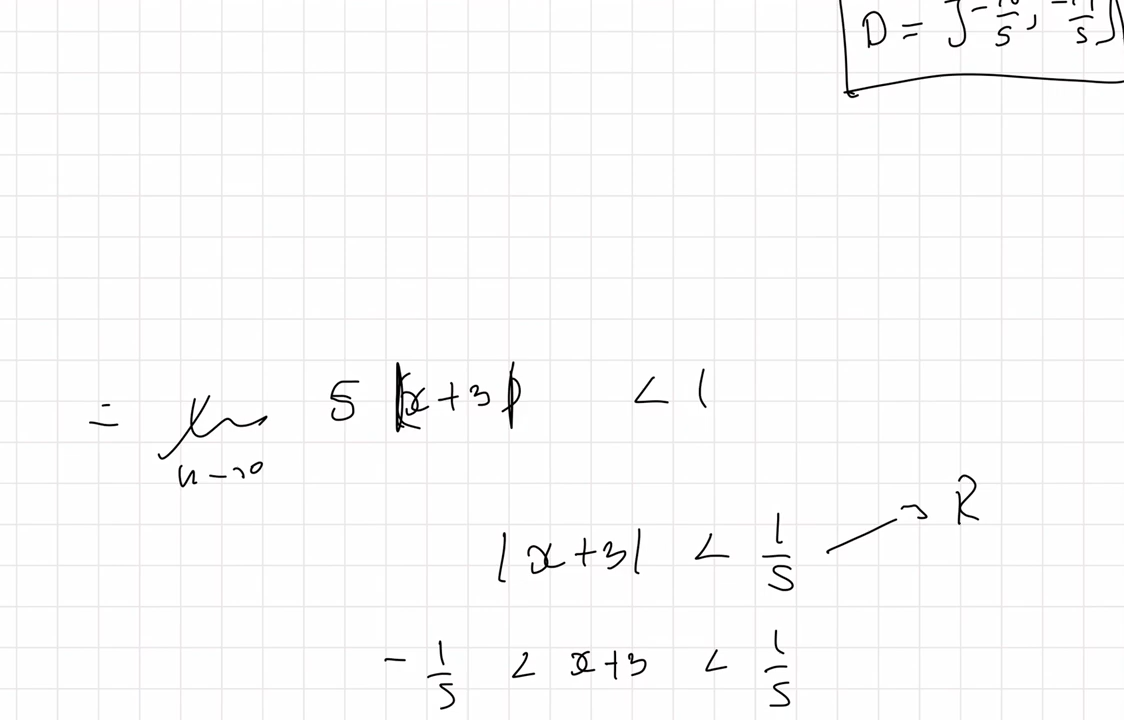 D = ]-16/5, -14/5]
= lim 5 |x+3| < 1
n→∞
|x+3| < 1/5 → R
-1/5 < x+3 < 1/5